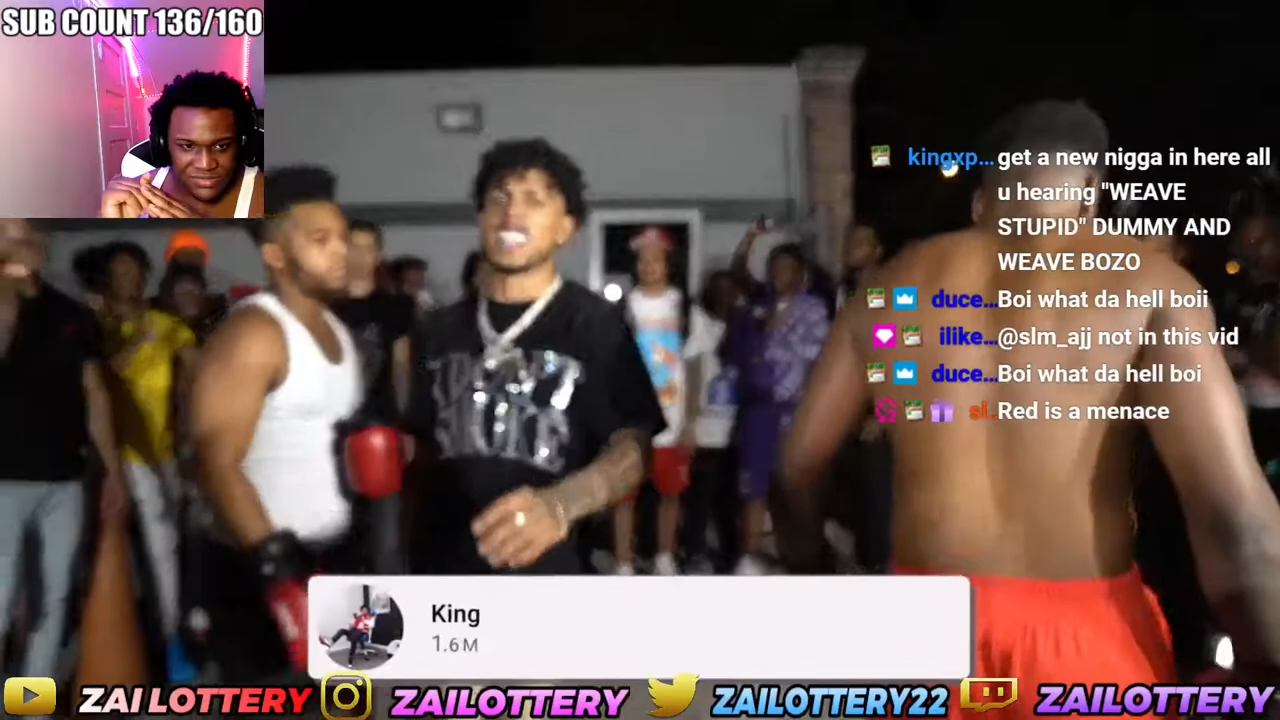 SUB COUNT 136/160
kingxp... get a new nigga in here all
u hearing "WEAVE
STUPID" DUMMY AND
WEAVE BOZO
duce... Boi what da hell boii
ilike... @slm_ajj not in this vid
duce... Boi what da hell boi
sl. Red is a menace
King
1.6M
ZAI LOTTERY ZAILOTTERY ZAILOTTERY22 ZAILOTTERY